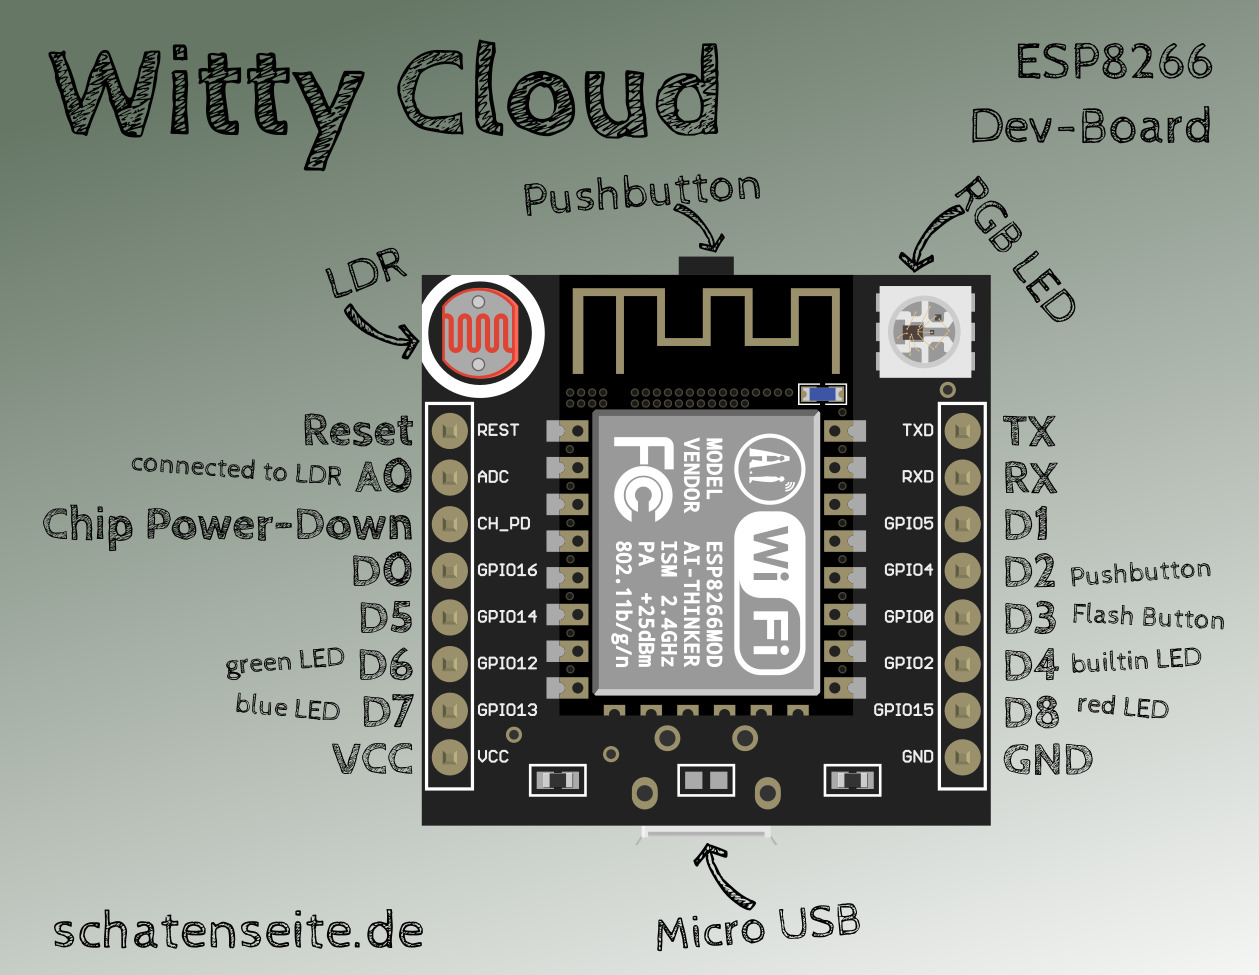 Witty Cloud
ESP8266
Dev-Board
Pushbutton
RGB LED
LDR
Reset
REST
connected to LDR A0
ADC
Chip Power-Down
CH_PD
D0
GPIO16
D5
GPIO14
green LED D6
GPIO12
blue LED D7
GPIO13
VCC
VCC
Ai
WiFi
FC
MODEL ESP8266MOD
VENDOR AI-THINKER
ISM 2.4GHz
PA +25dBm
802.11b/g/n
TXD
TX
RXD
RX
GPIO5
D1
GPIO4
D2 Pushbutton
GPIO0
D3 Flash Button
GPIO2
D4 builtin LED
GPIO15
D8 red LED
GND
GND
Micro USB
schatenseite.de